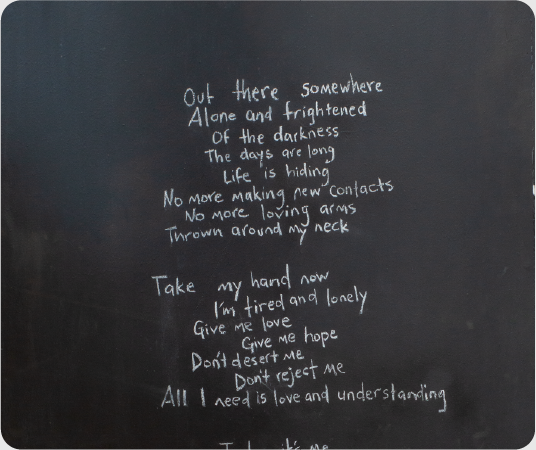 Out there somewhere
Alone and frightened
Of the darkness
The days are long
Life is hiding
No more making new contacts
No more loving arms
Thrown around my neck
Take my hand now
I'm tired and lonely
Give me love
Give me hope
Don't desert me
Don't reject me
All I need is love and understanding